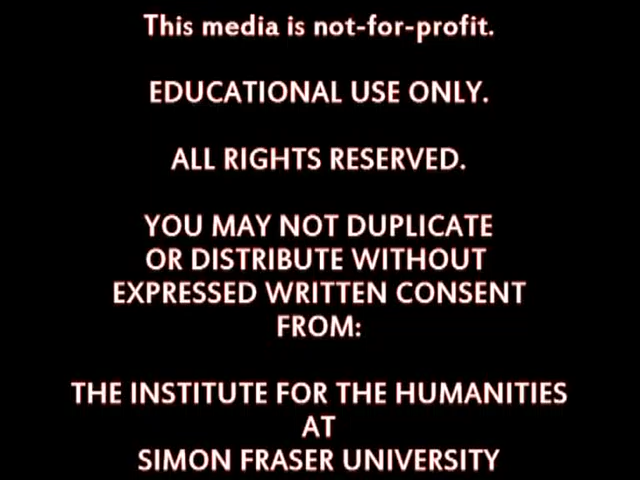 This media is not-for-profit.
EDUCATIONAL USE ONLY.
ALL RIGHTS RESERVED.
YOU MAY NOT DUPLICATE
OR DISTRIBUTE WITHOUT
EXPRESSED WRITTEN CONSENT
FROM:
THE INSTITUTE FOR THE HUMANITIES
AT
SIMON FRASER UNIVERSITY